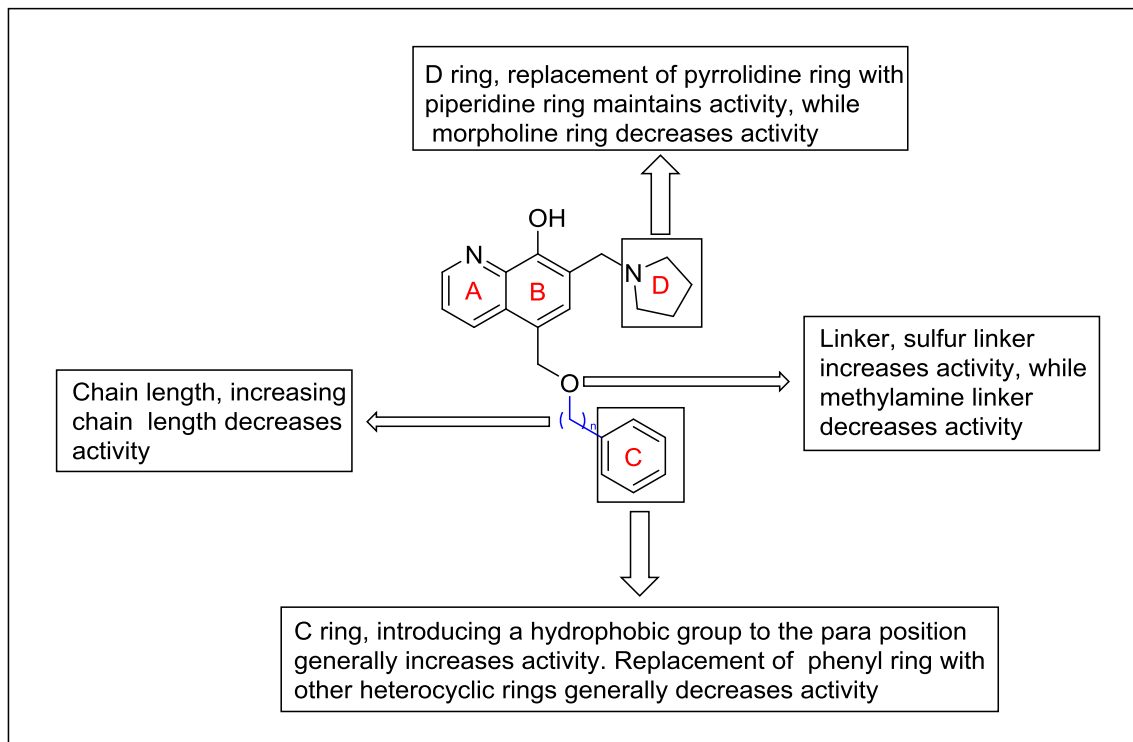 D ring, replacement of pyrrolidine ring with
piperidine ring maintains activity, while
morpholine ring decreases activity
OH
N
N
A
B
D
Linker, sulfur linker
increases activity, while
methylamine linker
decreases activity
Chain length, increasing
chain length decreases
activity
O
( )n
C
C ring, introducing a hydrophobic group to the para position
generally increases activity. Replacement of phenyl ring with
other heterocyclic rings generally decreases activity